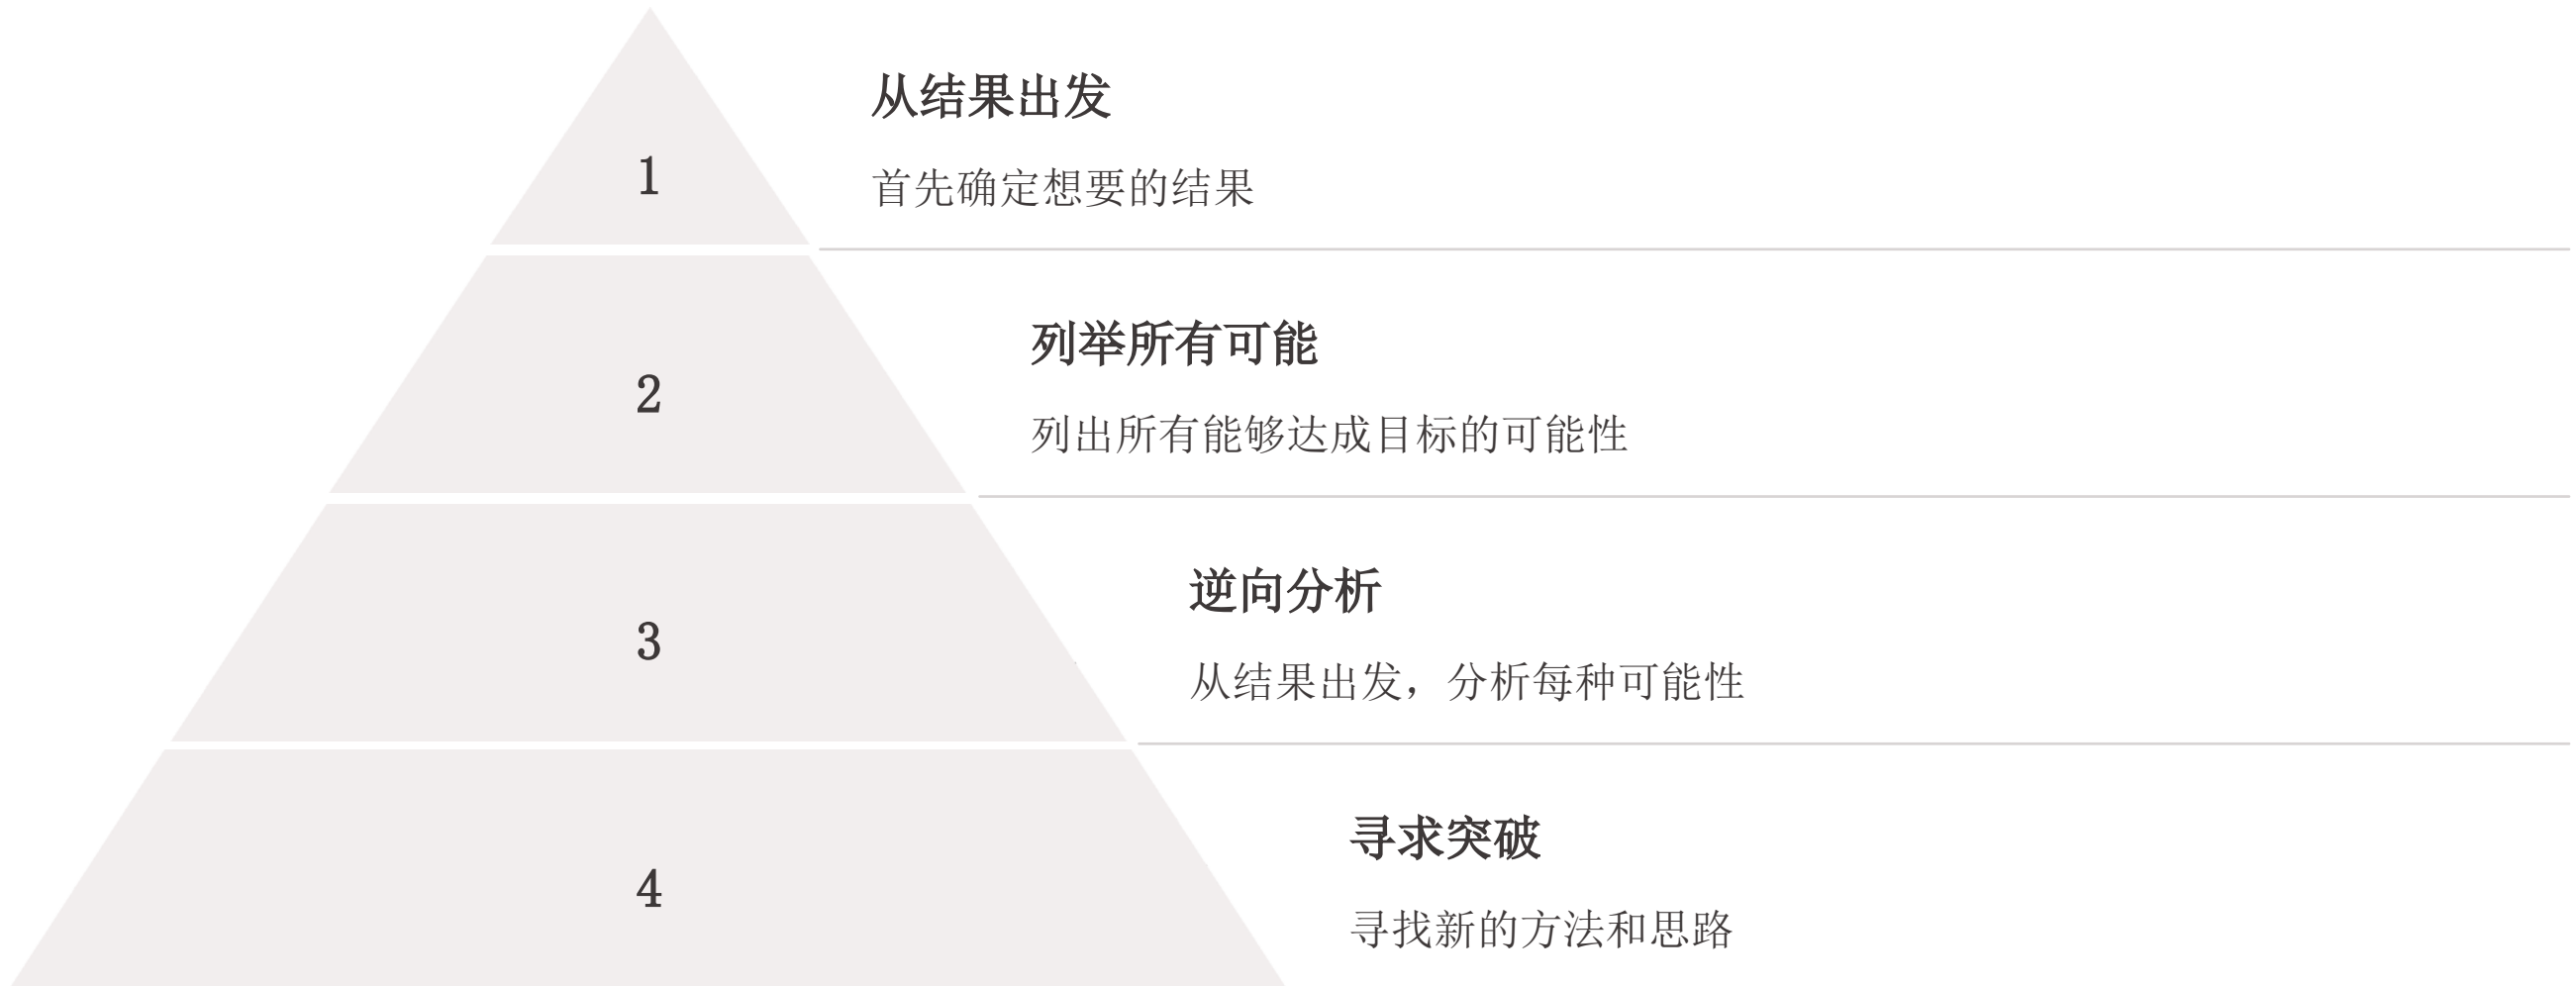 从结果出发
1
首先确定想要的结果
列举所有可能
2
列出所有能够达成目标的可能性
逆向分析
3
从结果出发，分析每种可能性
寻求突破
4
寻找新的方法和思路